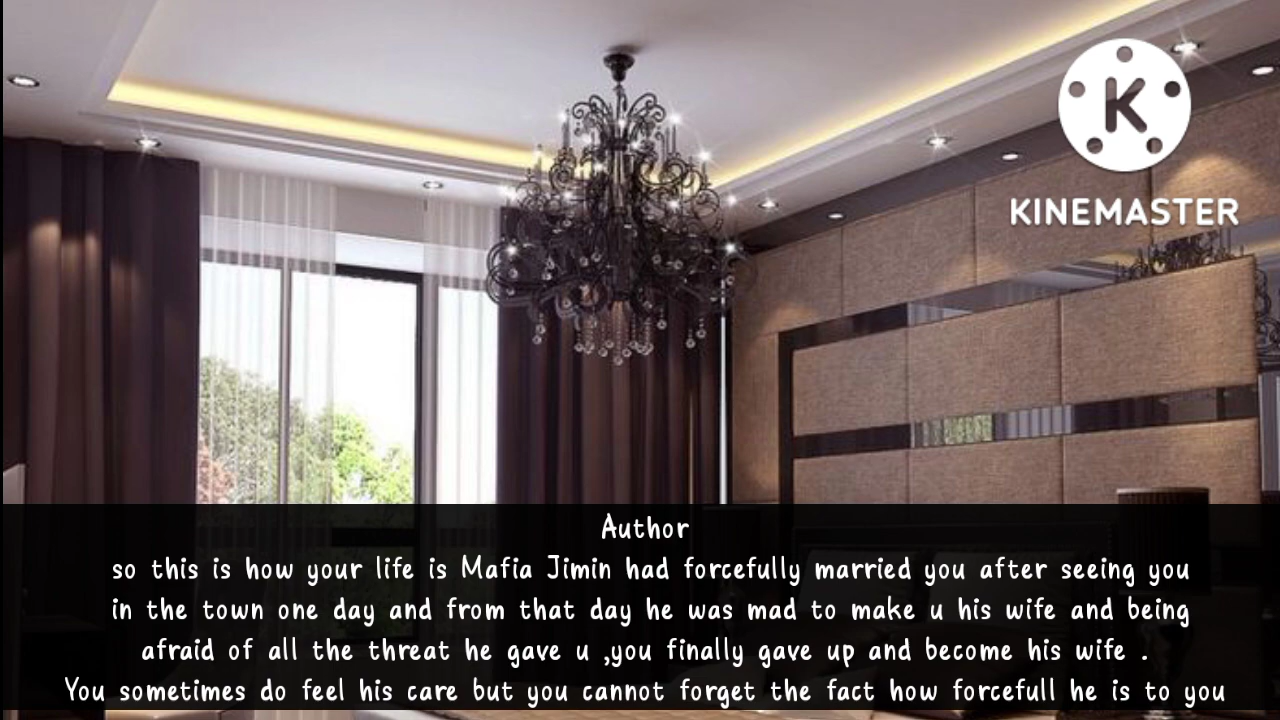 KINEMASTER
Author
so this is how your life is Mafia Jimin had forcefully married you after seeing you
in the town one day and from that day he was mad to make u his wife and being
afraid of all the threat he gave u ,you finally gave up and become his wife .
You sometimes do feel his care but you cannot forget the fact how forcefull he is to you